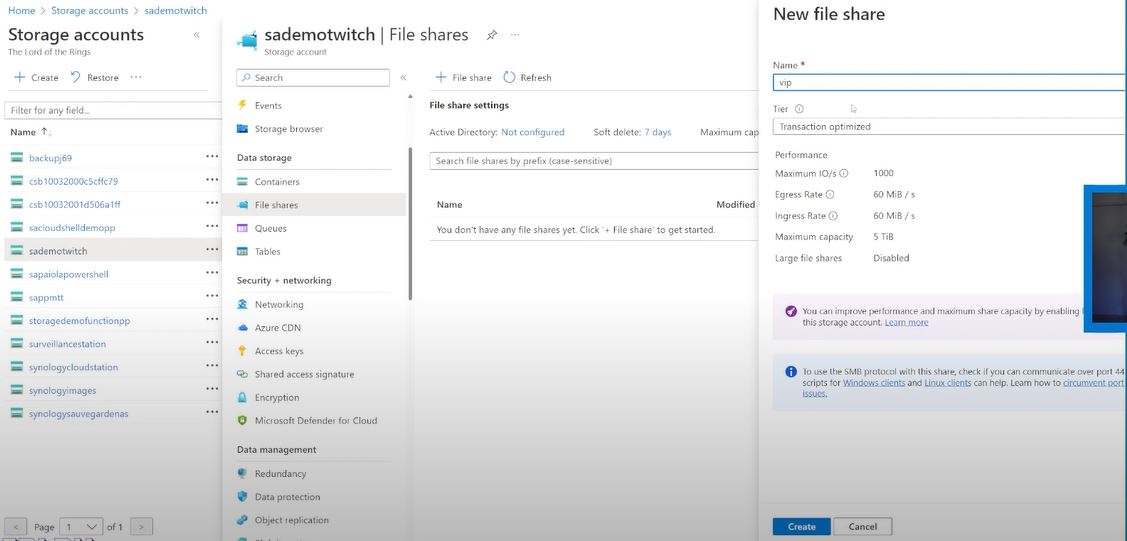 Home > Storage accounts > sademotwitch
Storage accounts
The Lord of the Rings
Create Restore
Filter for any field...
Name
backupj69
csb10032000c5cffc79
csb10032001d506a1ff
sacloudshelldemopp
sademotwitch
sapaiolapowershell
sappmtt
storagedemofunctionpp
surveillancestation
synologycloudstation
synologyimages
synologysauvegardenas
Page 1 of 1
sademotwitch | File shares
Storage account
Search
Events
Storage browser
Data storage
Containers
File shares
Queues
Tables
Security + networking
Networking
Azure CDN
Access keys
Shared access signature
Encryption
Microsoft Defender for Cloud
Data management
Redundancy
Data protection
Object replication
File share Refresh
File share settings
Active Directory: Not configured Soft delete: 7 days Maximum cap
Search file shares by prefix (case-sensitive)
Name Modified
You don't have any file shares yet. Click '+ File share' to get started.
New file share
Name *
vip
Tier
Transaction optimized
Performance
Maximum IO/s 1000
Egress Rate 60 MiB / s
Ingress Rate 60 MiB / s
Maximum capacity 5 TiB
Large file shares Disabled
You can improve performance and maximum share capacity by enabling
this storage account. Learn more
To use the SMB protocol with this share, check if you can communicate over port 44
scripts for Windows clients and Linux clients can help. Learn how to circumvent port
issues.
Create Cancel